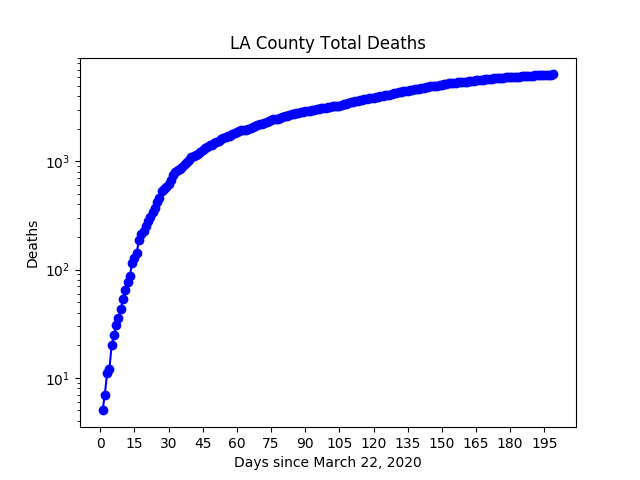 LA County Total Deaths
Deaths
10³
10²
10¹
0 15 30 45 60 75 90 105 120 135 150 165 180 195
Days since March 22, 2020